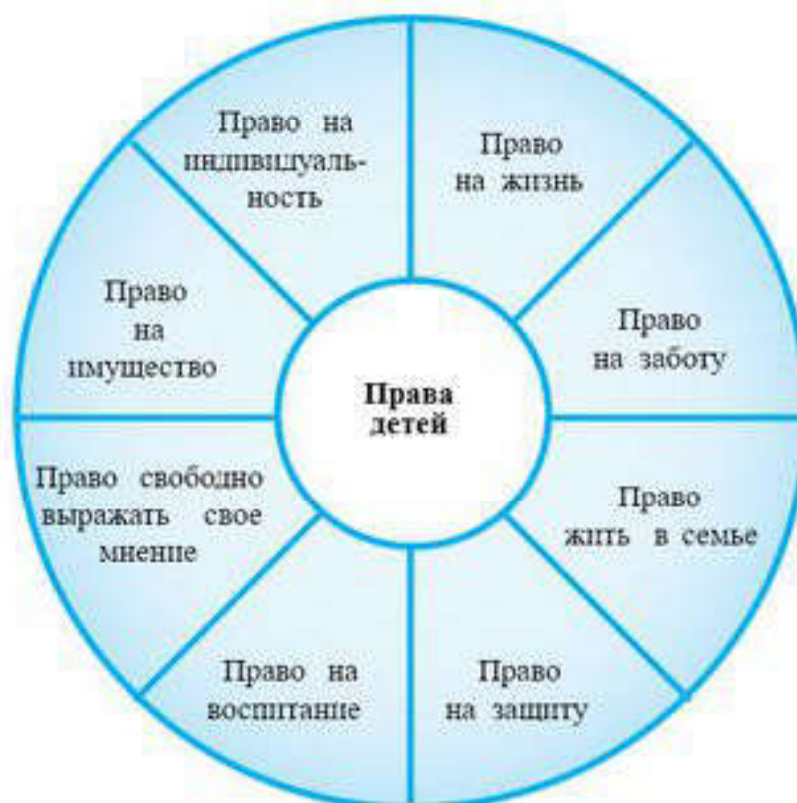 Права
детей
Право на
жизнь
Право
на заботу
Право
жить в семье
Право
на защиту
Право на
воспитание
Право свободно
выражать свое
мнение
Право
на
имущество
Право на
индивидуаль-
ность